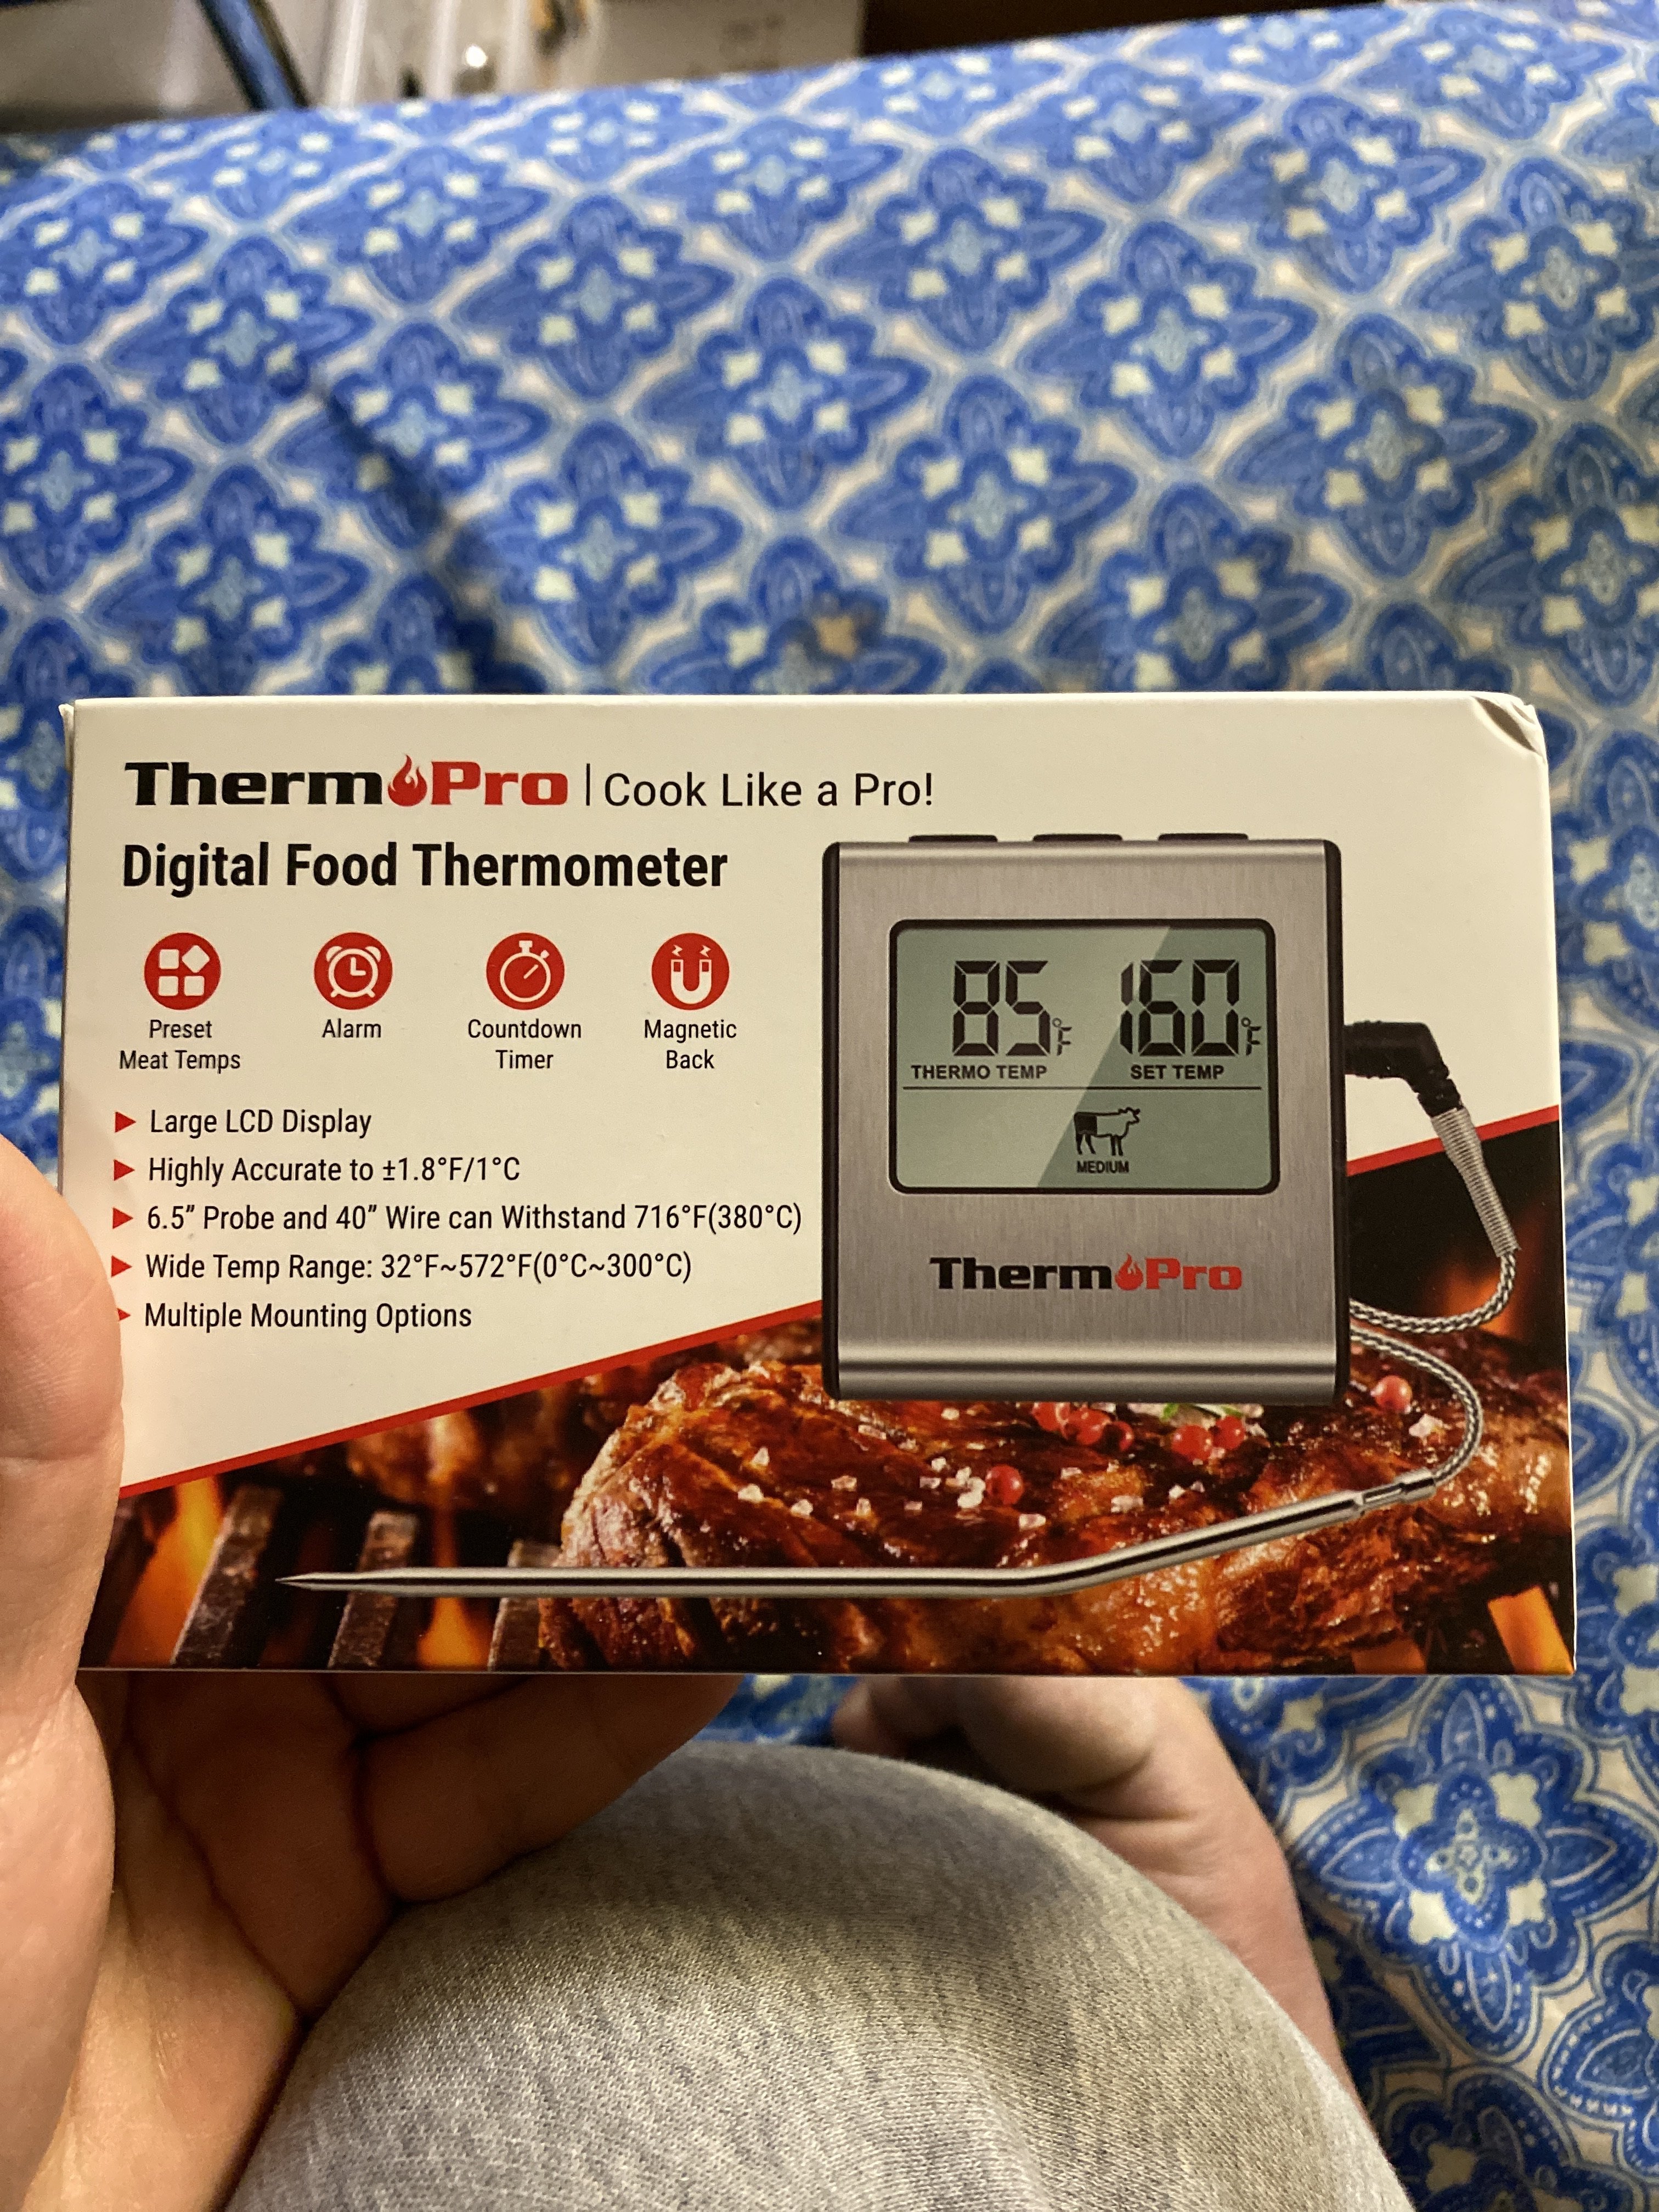 ThermoPro | Cook Like a Pro!
Digital Food Thermometer
Preset
Meat Temps
Alarm
Countdown
Timer
Magnetic
Back
Large LCD Display
Highly Accurate to ±1.8°F/1°C
6.5” Probe and 40” Wire can Withstand 716°F(380°C)
Wide Temp Range: 32°F~572°F(0°C~300°C)
Multiple Mounting Options
85°F 160°F
THERMO TEMP SET TEMP
MEDIUM
ThermoPro